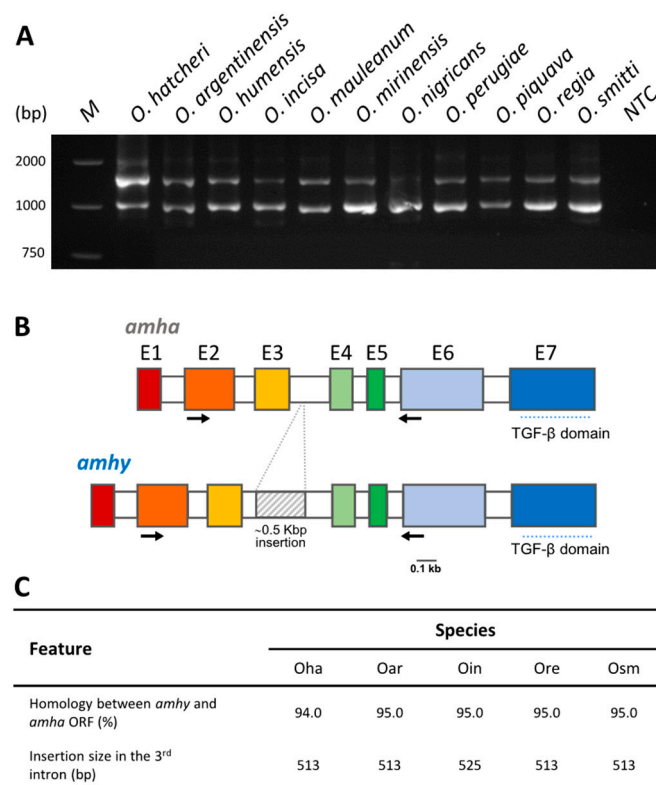 A
(bp)
M
O. hatcheri
O. argentinensis
O. humensis
O. incisa
O. mauleanum
O. mirinensis
O. nigricans
O. perugiae
O. piquava
O. regia
O. smitti
NTC
2000
1000
750
B
amha
E1 E2 E3 E4 E5 E6 E7
TGF-β domain
amhy
~0.5 Kbp
insertion
TGF-β domain
0.1 kb
C
Feature
Species
Oha Oar Oin Ore Osm
Homology between amhy and
amha ORF (%)
94.0 95.0 95.0 95.0 95.0
Insertion size in the 3rd
intron (bp)
513 513 525 513 513